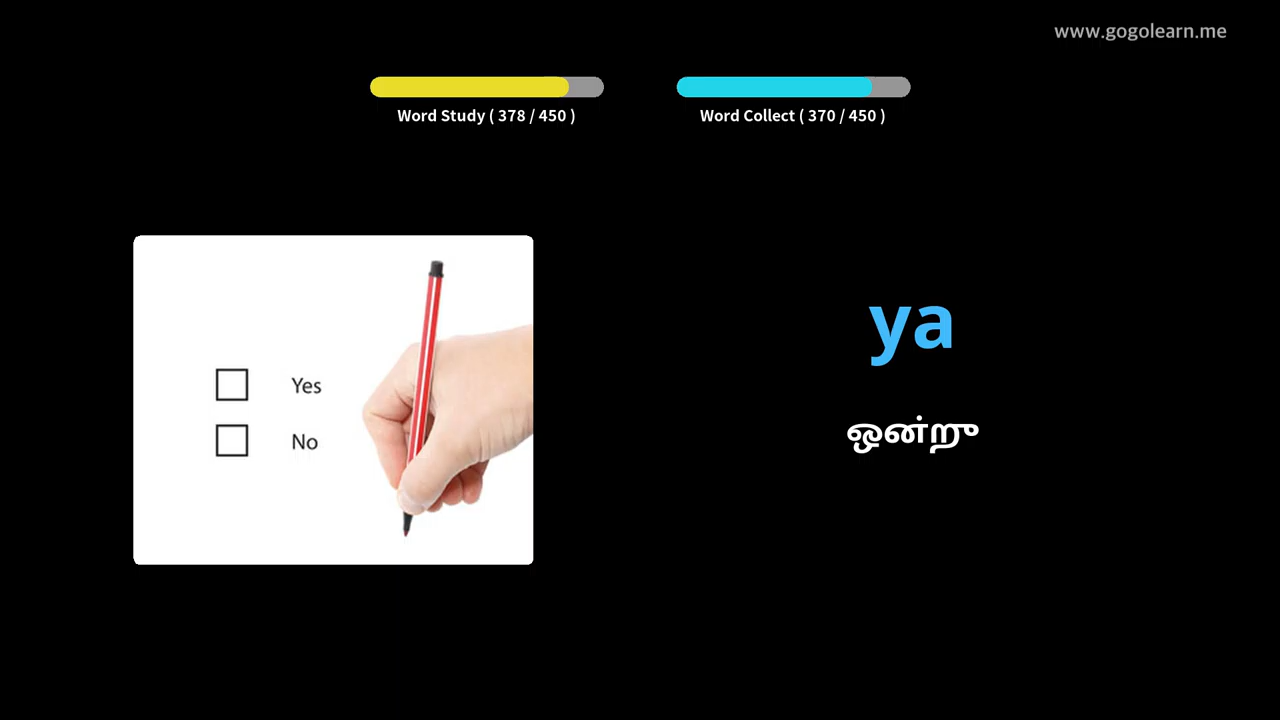 www.gogolearn.me
Word Study ( 378 / 450 )
Word Collect ( 370 / 450 )
Yes
No
ya
ஒன்று